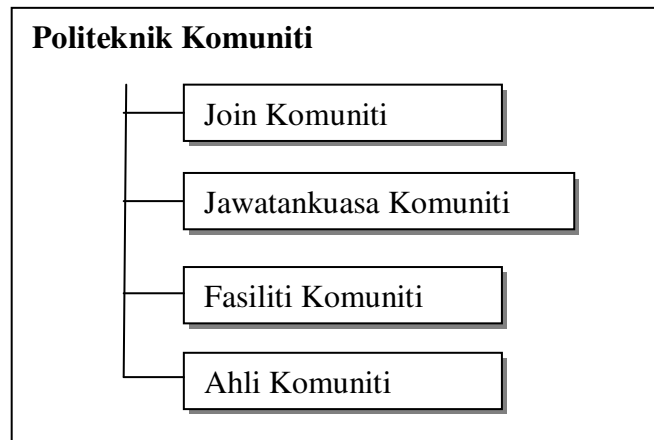 Politeknik Komuniti
Join Komuniti
Jawatankuasa Komuniti
Fasiliti Komuniti
Ahli Komuniti